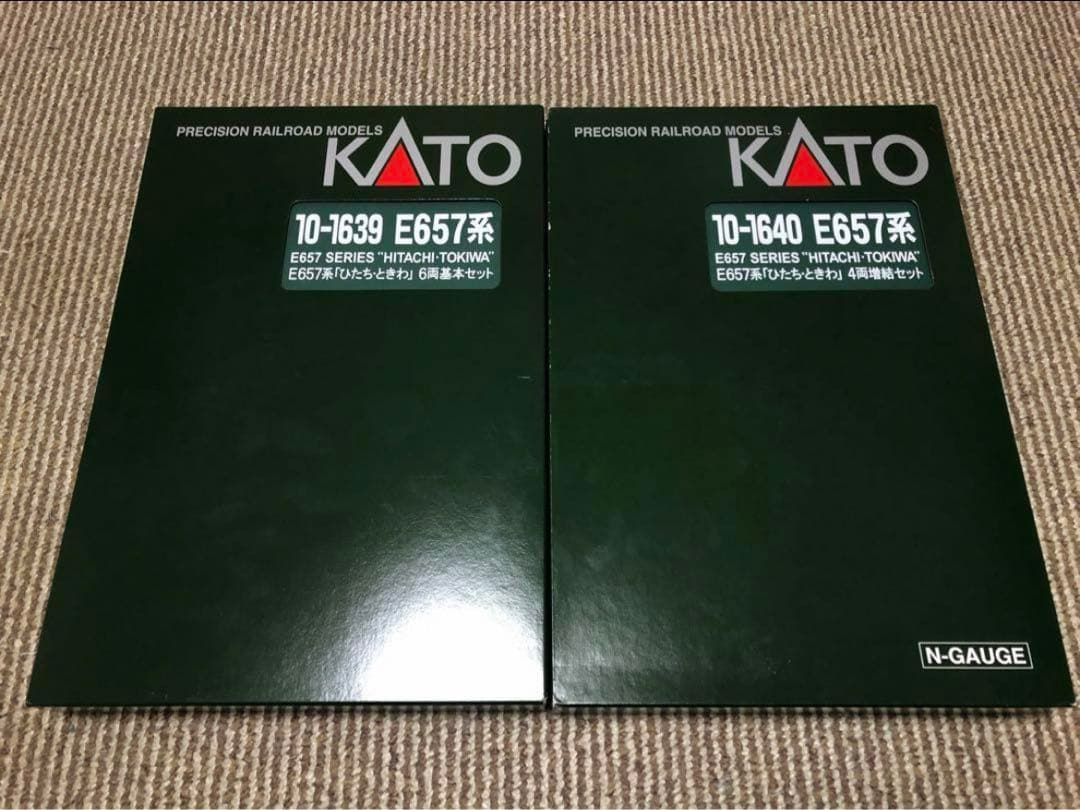 PRECISION RAILROAD MODELS
KATO
10-1639 E657系
E657 SERIES "HITACHI･TOKIWA"
E657系｢ひたち･ときわ｣ 6両基本セット
PRECISION RAILROAD MODELS
KATO
10-1640 E657系
E657 SERIES "HITACHI･TOKIWA"
E657系｢ひたち･ときわ｣ 4両増結セット
N-GAUGE